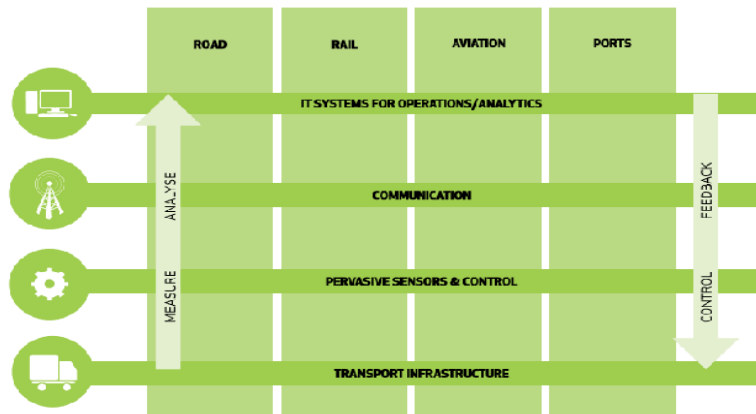 ROAD
RAIL
AVIATION
PORTS
IT SYSTEMS FOR OPERATIONS/ANALYTICS
COMMUNICATION
PERVASIVE SENSORS & CONTROL
TRANSPORT INFRASTRUCTURE
MEASURE ANALYSE
FEEDBACK CONTROL